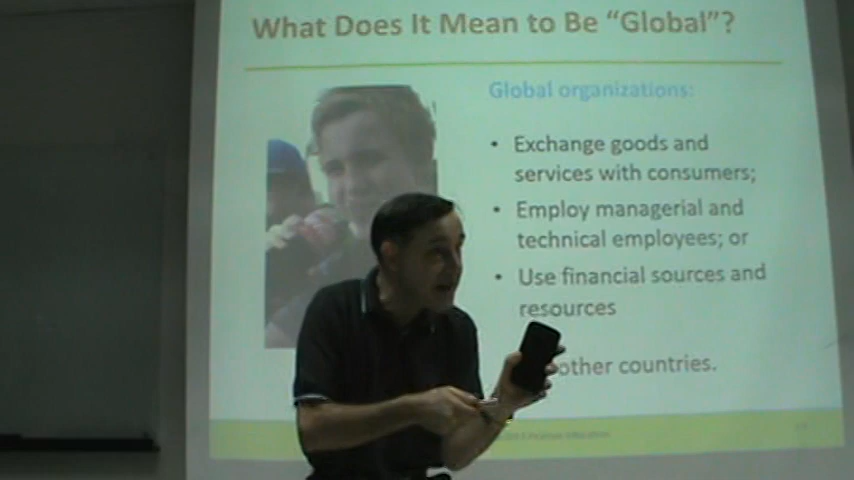 What Does It Mean to Be “Global”?
Global organizations:
• Exchange goods and
services with consumers;
• Employ managerial and
technical employees; or
• Use financial sources and
resources
other countries.